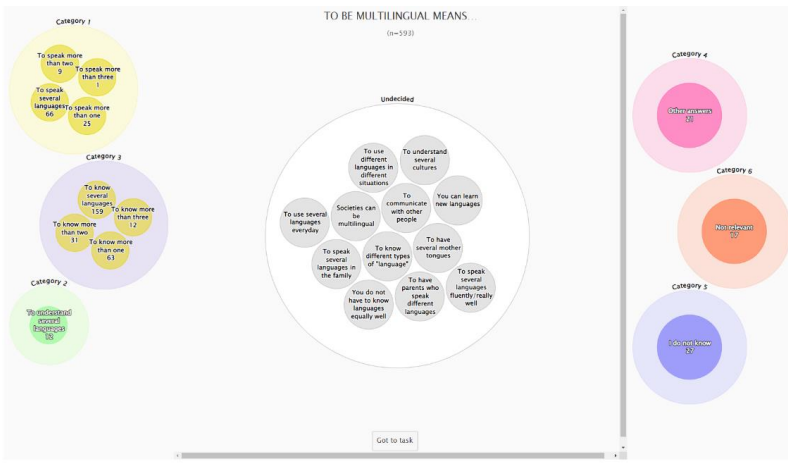 TO BE MULTILINGUAL MEANS...
(n=593)
Category 1
To speak more
than two
9
To speak more
than three
1
To speak
several
languages
66
To speak more
than one
25
Category 3
To know
several
languages
159
To know more
than three
12
To know more
than two
31
To know more
than one
63
Category 2
To understand
several
languages
12
Undecided
To use
different
languages in
different
situations
To understand
several
cultures
To use several
languages
everyday
Societies can
be
multilingual
To
communicate
with other
people
You can learn
new languages
To speak
several
languages in
the family
To know
different types
of "language"
To have
several mother
tongues
You do not
have to know
languages
equally well
To have
parents who
speak
different
languages
To speak
several
languages
fluently/really
well
Got to task
Category 4
Other answers
Category 6
Not relevant
Category 5
I do not know
27